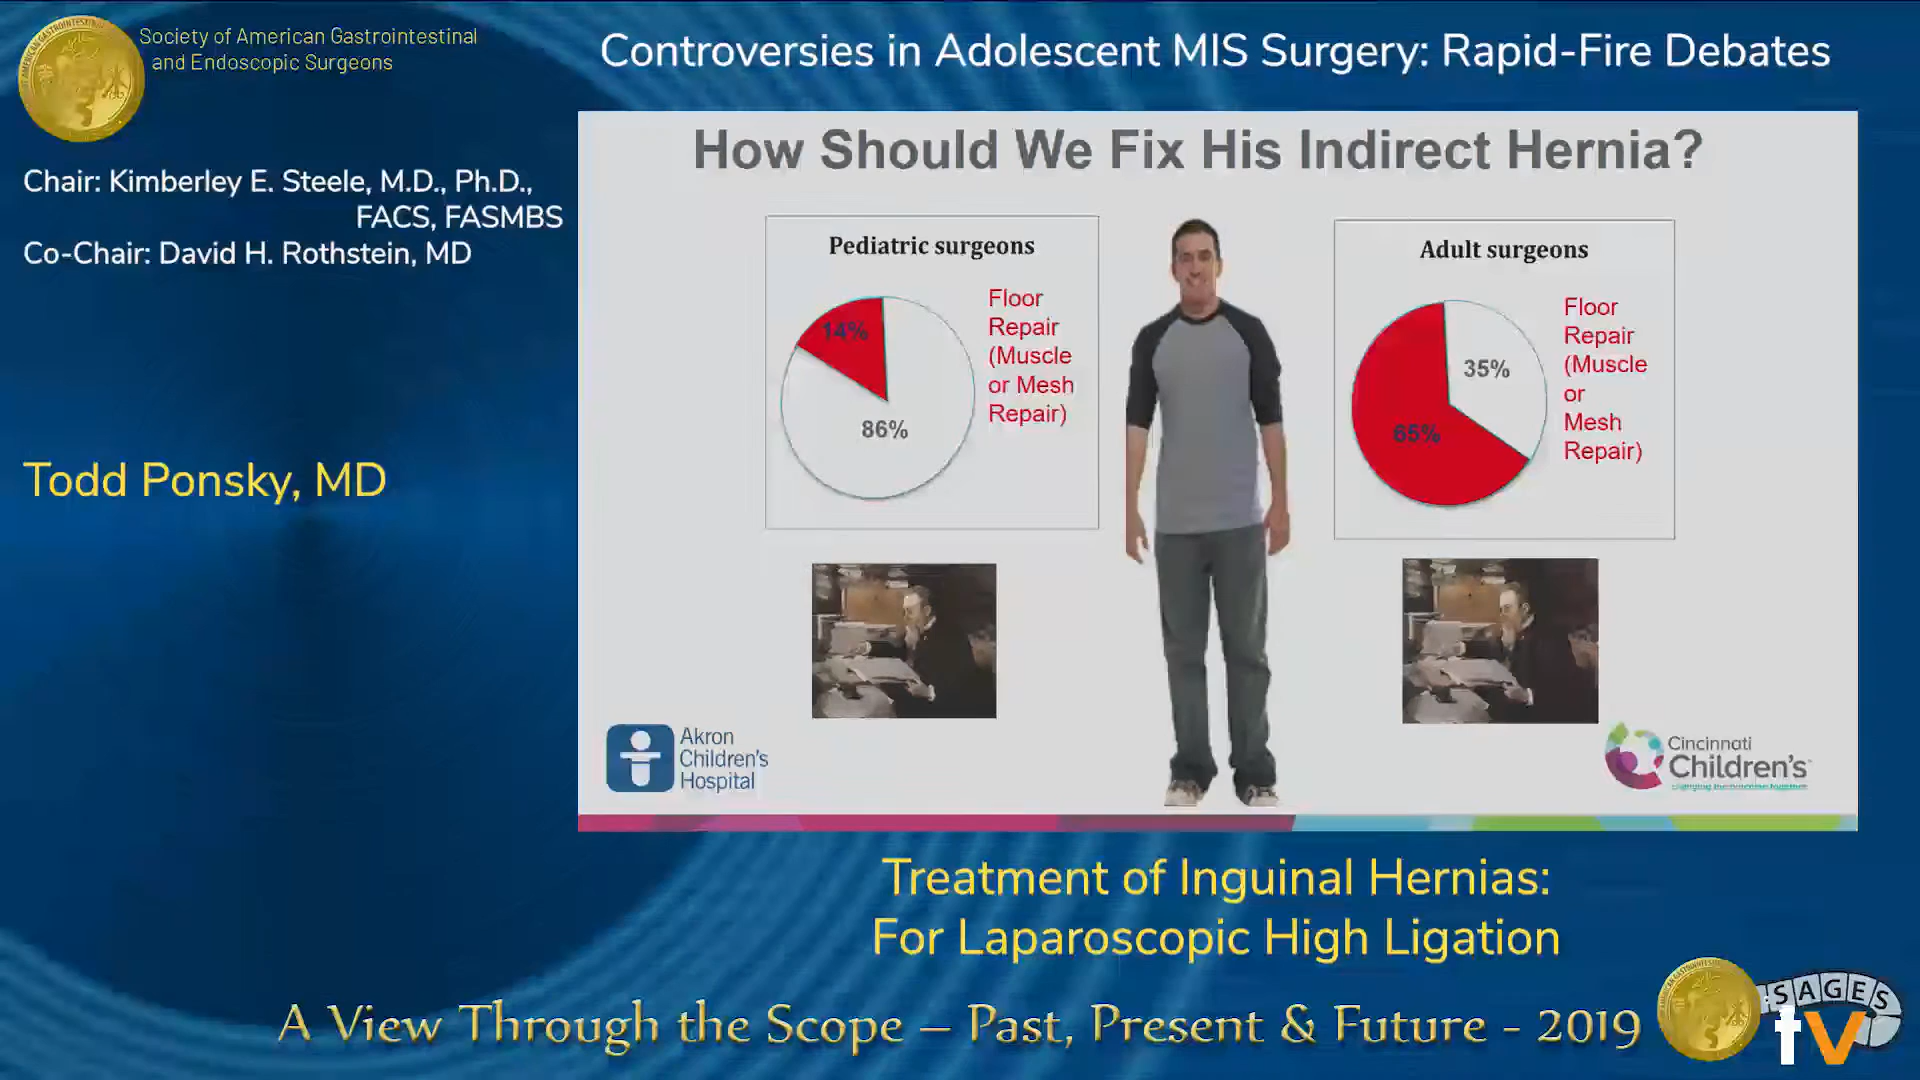 Society of American Gastrointestinal
and Endoscopic Surgeons
Controversies in Adolescent MIS Surgery: Rapid-Fire Debates
Chair: Kimberley E. Steele, M.D., Ph.D.,
FACS, FASMBS
Co-Chair: David H. Rothstein, MD
Todd Ponsky, MD
How Should We Fix His Indirect Hernia?
Pediatric surgeons
14%
86%
Floor
Repair
(Muscle
or Mesh
Repair)
Adult surgeons
35%
65%
Floor
Repair
(Muscle
or
Mesh
Repair)
Akron
Children's
Hospital
Cincinnati
Children's
Treatment of Inguinal Hernias:
For Laparoscopic High Ligation
A View Through the Scope – Past, Present & Future - 2019
SAGES
tv